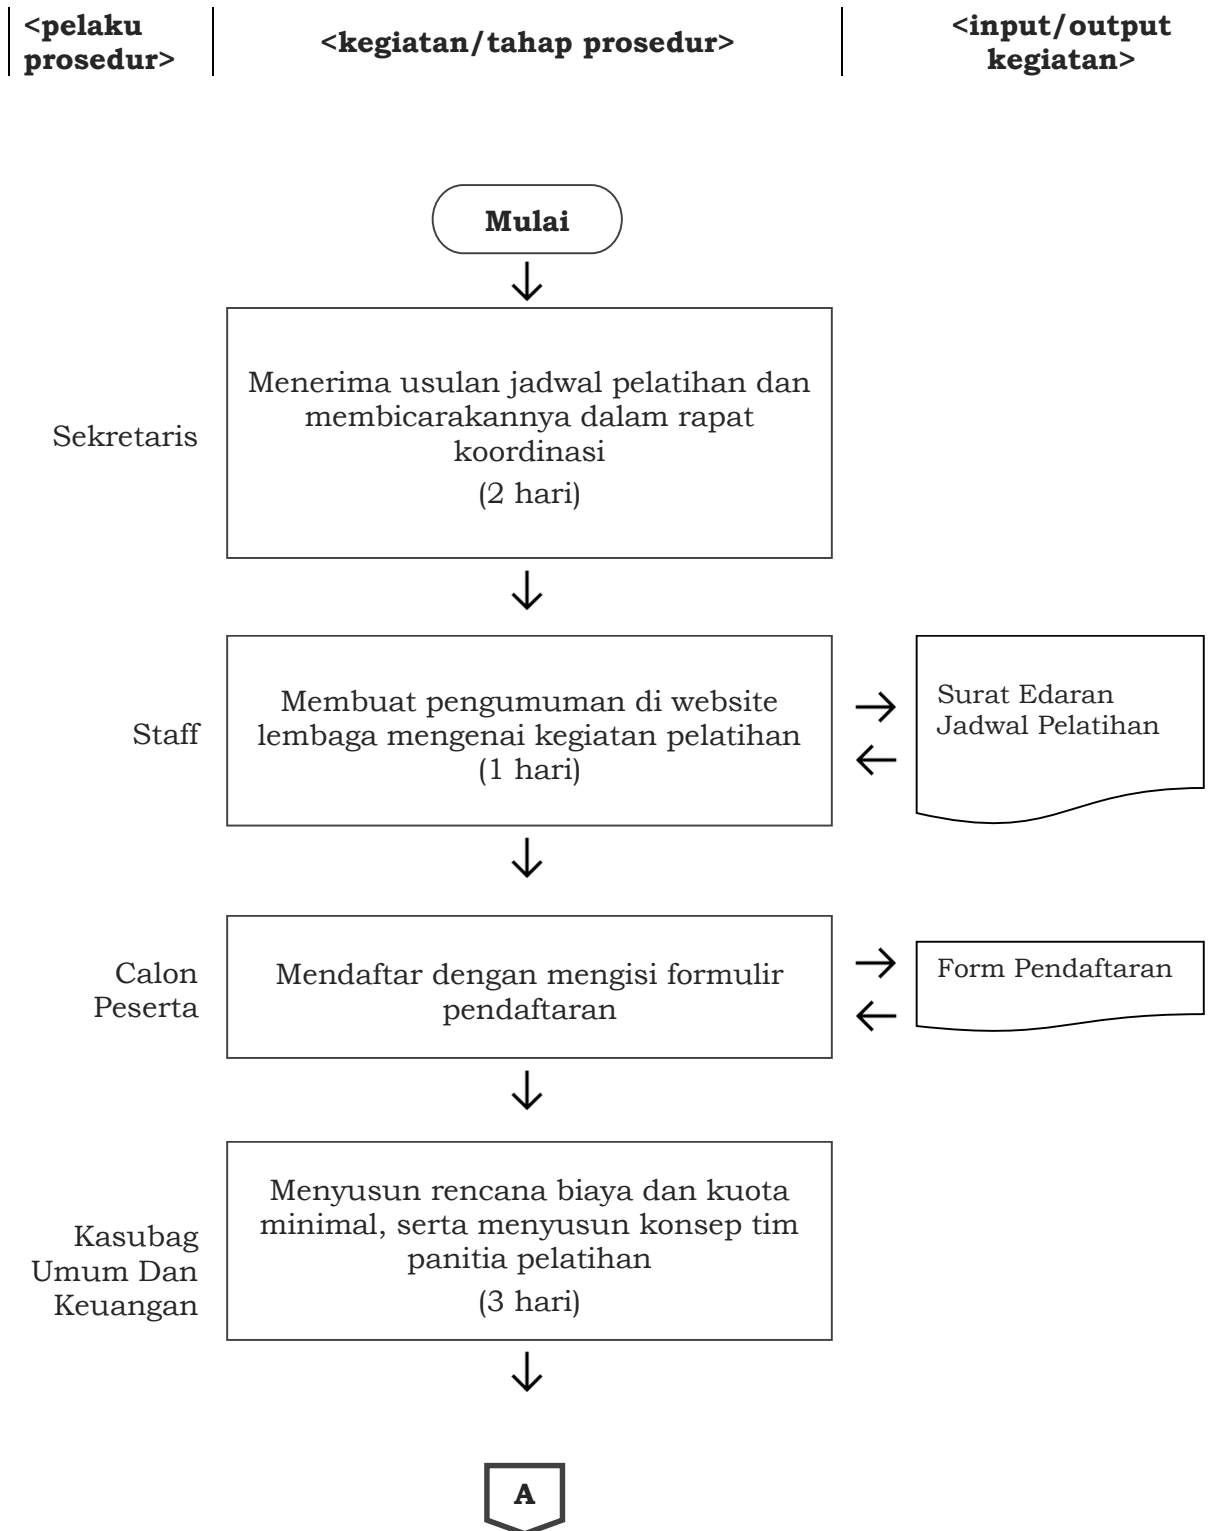 <pelaku
prosedur>
<kegiatan/tahap prosedur>
<input/output
kegiatan>
Mulai
Sekretaris
Menerima usulan jadwal pelatihan dan
membicarakannya dalam rapat
koordinasi
(2 hari)
Staff
Membuat pengumuman di website
lembaga mengenai kegiatan pelatihan
(1 hari)
Surat Edaran
Jadwal Pelatihan
Calon
Peserta
Mendaftar dengan mengisi formulir
pendaftaran
Form Pendaftaran
Kasubag
Umum Dan
Keuangan
Menyusun rencana biaya dan kuota
minimal, serta menyusun konsep tim
panitia pelatihan
(3 hari)
A